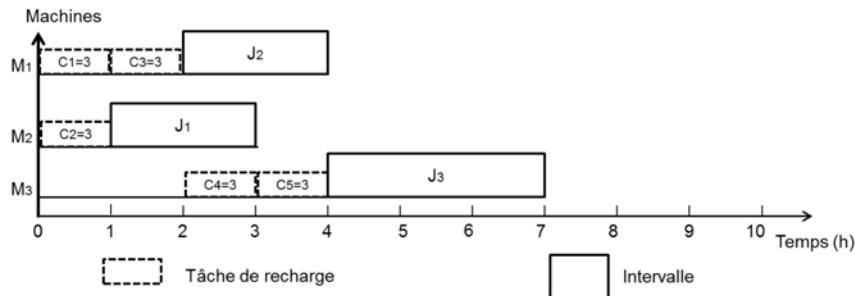 Machines
M1 C1=3 C3=3 J2
M2 C2=3 J1
M3 C4=3 C5=3 J3
0 1 2 3 4 5 6 7 8 9 10
Temps (h)
Tâche de recharge Intervalle